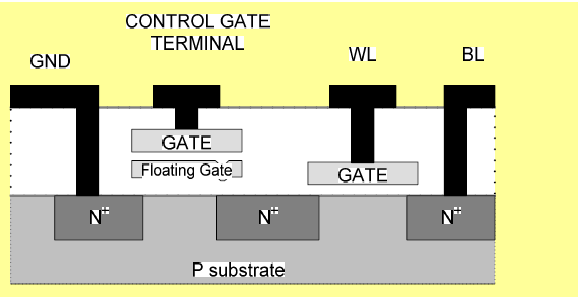 CONTROL GATE
TERMINAL
GND
WL
BL
GATE
Floating Gate
GATE
N++
N++
N++
P substrate